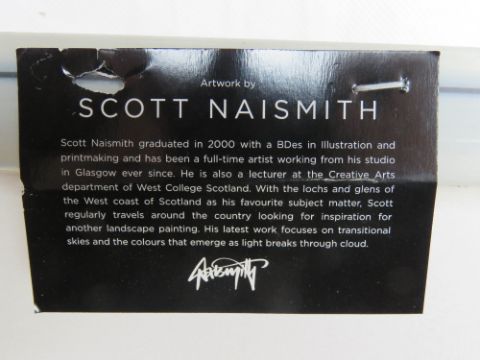 Artwork by
SCOTT NAISMITH
Scott Naismith graduated in 2000 with a BDes in Illustration and
printmaking and has been a full-time artist working from his studio
in Glasgow ever since. He is also a lecturer at the Creative Arts
department of West College Scotland. With the lochs and glens of
the West coast of Scotland as his favourite subject matter, Scott
regularly travels around the country looking for inspiration for
another landscape painting. His latest work focuses on transitional
skies and the colours that emerge as light breaks through cloud.
Naismith